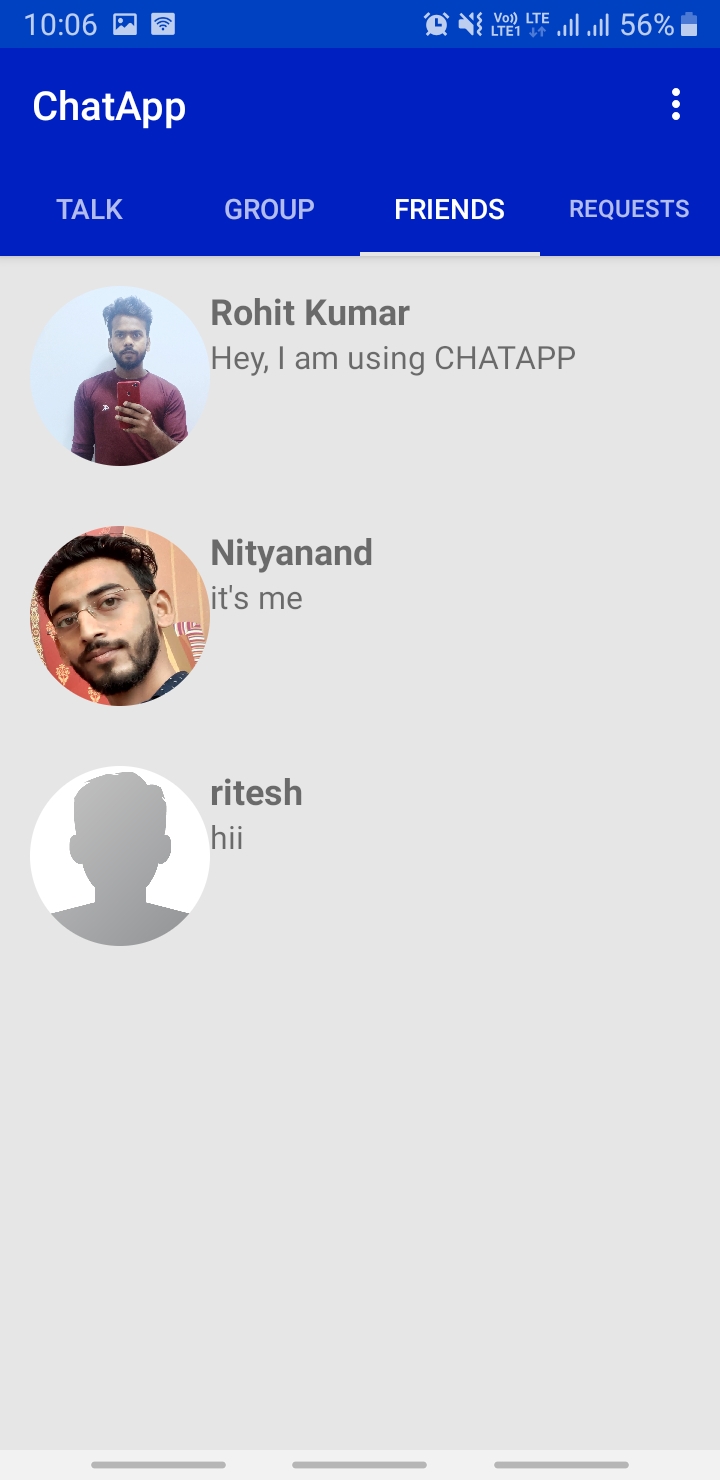 10:06 Vo)) LTE1 LTE 56%
ChatApp
TALK GROUP FRIENDS REQUESTS
Rohit Kumar
Hey, I am using CHATAPP
Nityanand
it's me
ritesh
hii